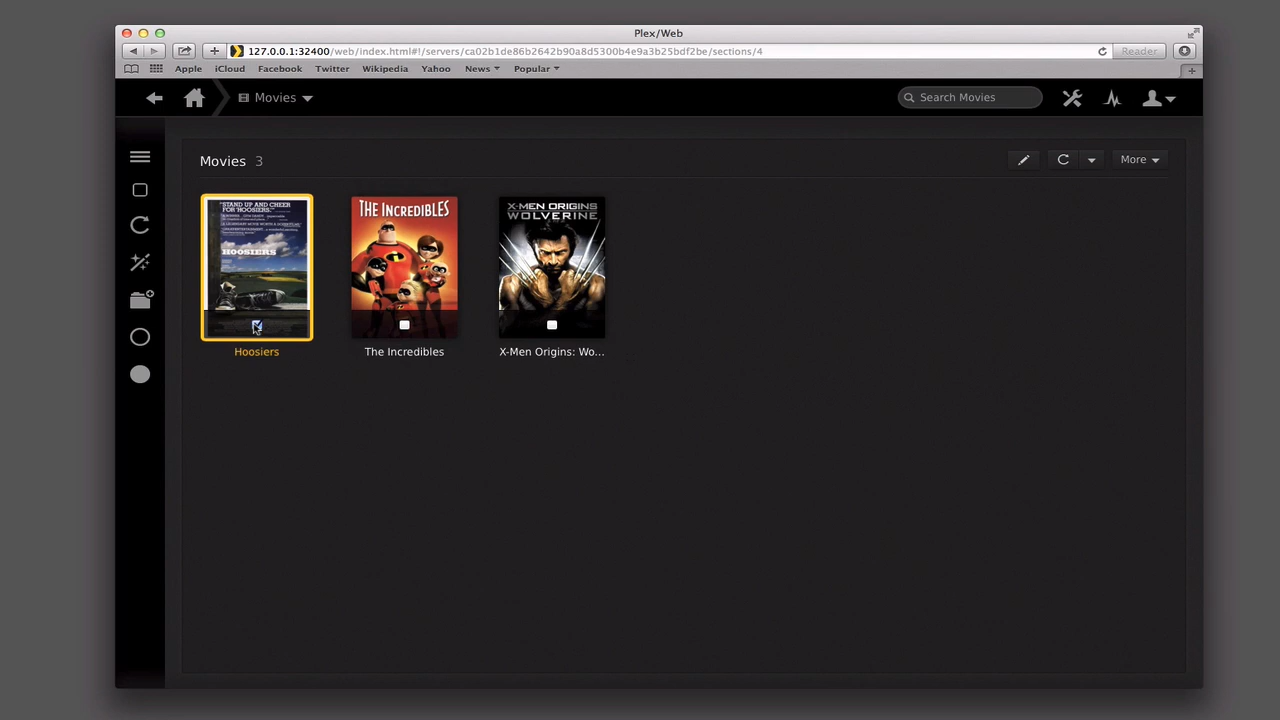 Plex/Web
127.0.0.1:32400/web/index.html#!/servers/ca02b1de86b2642b90a8d5300b4e9a3b25bdf2be/sections/4
Reader
Apple iCloud Facebook Twitter Wikipedia Yahoo News Popular
Movies
Search Movies
Movies 3
More
STAND UP AND CHEER
FOR HOOSIERS.
HOOSIERS
THE INCREDIBLES
X-MEN ORIGINS
WOLVERINE
Hoosiers
The Incredibles
X-Men Origins: Wo...